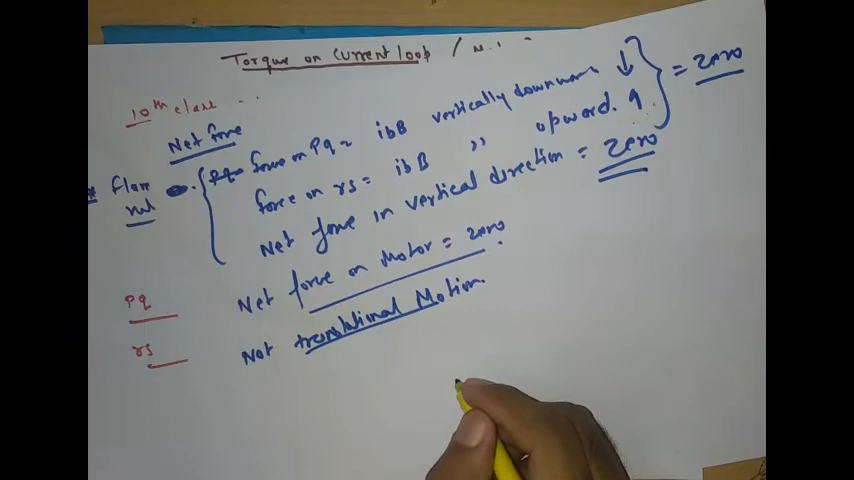 Torque on Current loop /
10th class ...
Net force
force on Pq = ibB vertically downward ↓
force on rs = ibB " upward. ↑ = zero
Net force in vertical direction = Zero
Net force on Motor = zero
Not translational Motion.
pq
rs